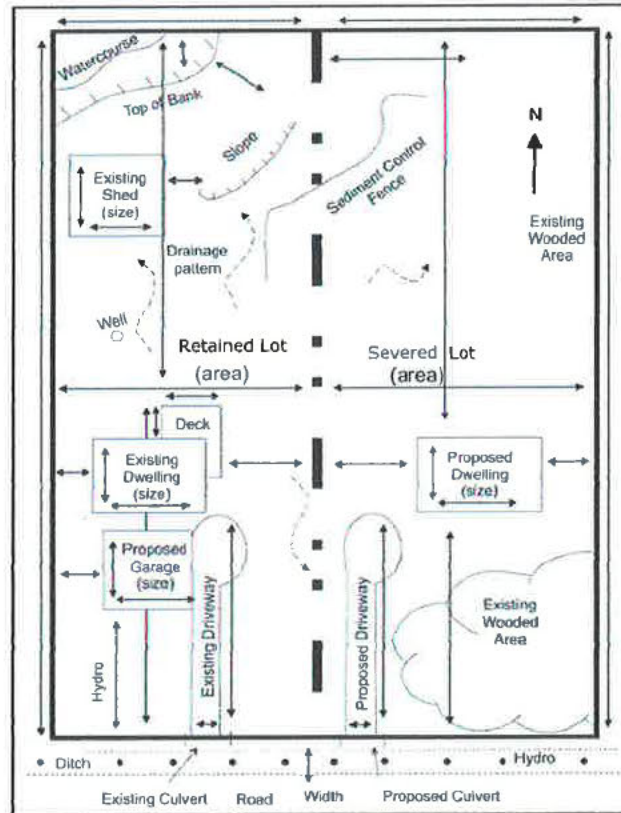 Watercourse
Top of Bank
Slope
N
Existing
Shed
(size)
Sediment Control
Fence
Existing
Wooded
Area
Drainage
pattern
Well
Retained Lot
(area)
Severed Lot
(area)
Deck
Existing
Dwelling
(size)
Proposed
Dwelling
(size)
Proposed
Garage
(size)
Existing Driveway
Proposed Driveway
Existing
Wooded
Area
Hydro
Ditch
Hydro
Existing Culvert
Road
Width
Proposed Culvert